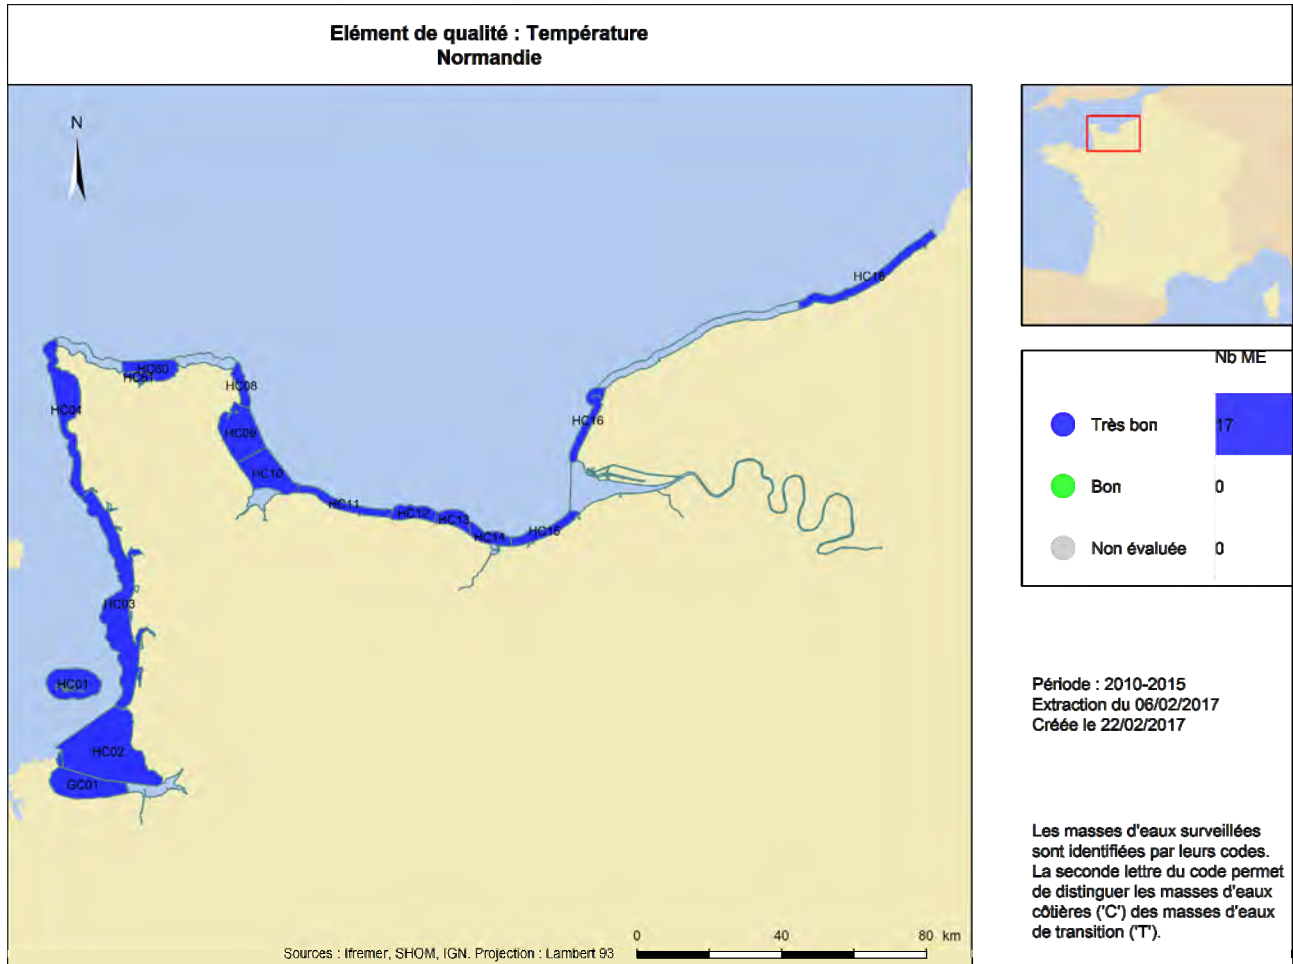 Elément de qualité : Température
Normandie
N
HC18
HC60
HC61
HC08
HC04
HC16
HC09
HC10
HC11
HC12
HC13
HC14
HC15
HC03
HC01
HC02
GC01
Sources : Ifremer, SHOM, IGN. Projection : Lambert 93
0 40 80 km
Nb ME
Très bon 17
Bon 0
Non évaluée 0
Période : 2010-2015
Extraction du 06/02/2017
Créée le 22/02/2017
Les masses d'eaux surveillées
sont identifiées par leurs codes.
La seconde lettre du code permet
de distinguer les masses d'eaux
côtières ('C') des masses d'eaux
de transition ('T').